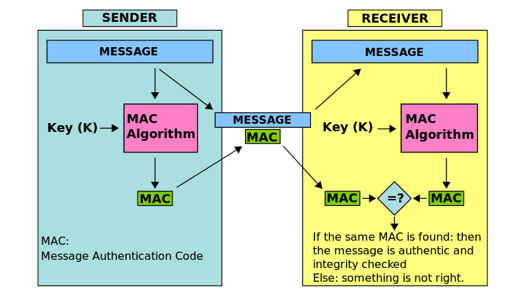 SENDER
RECEIVER
MESSAGE
MESSAGE
MESSAGE
MAC
Key (K)
MAC
Algorithm
Key (K)
MAC
Algorithm
MAC
MAC
=?
MAC
MAC:
Message Authentication Code
If the same MAC is found: then
the message is authentic and
integrity checked
Else: something is not right.